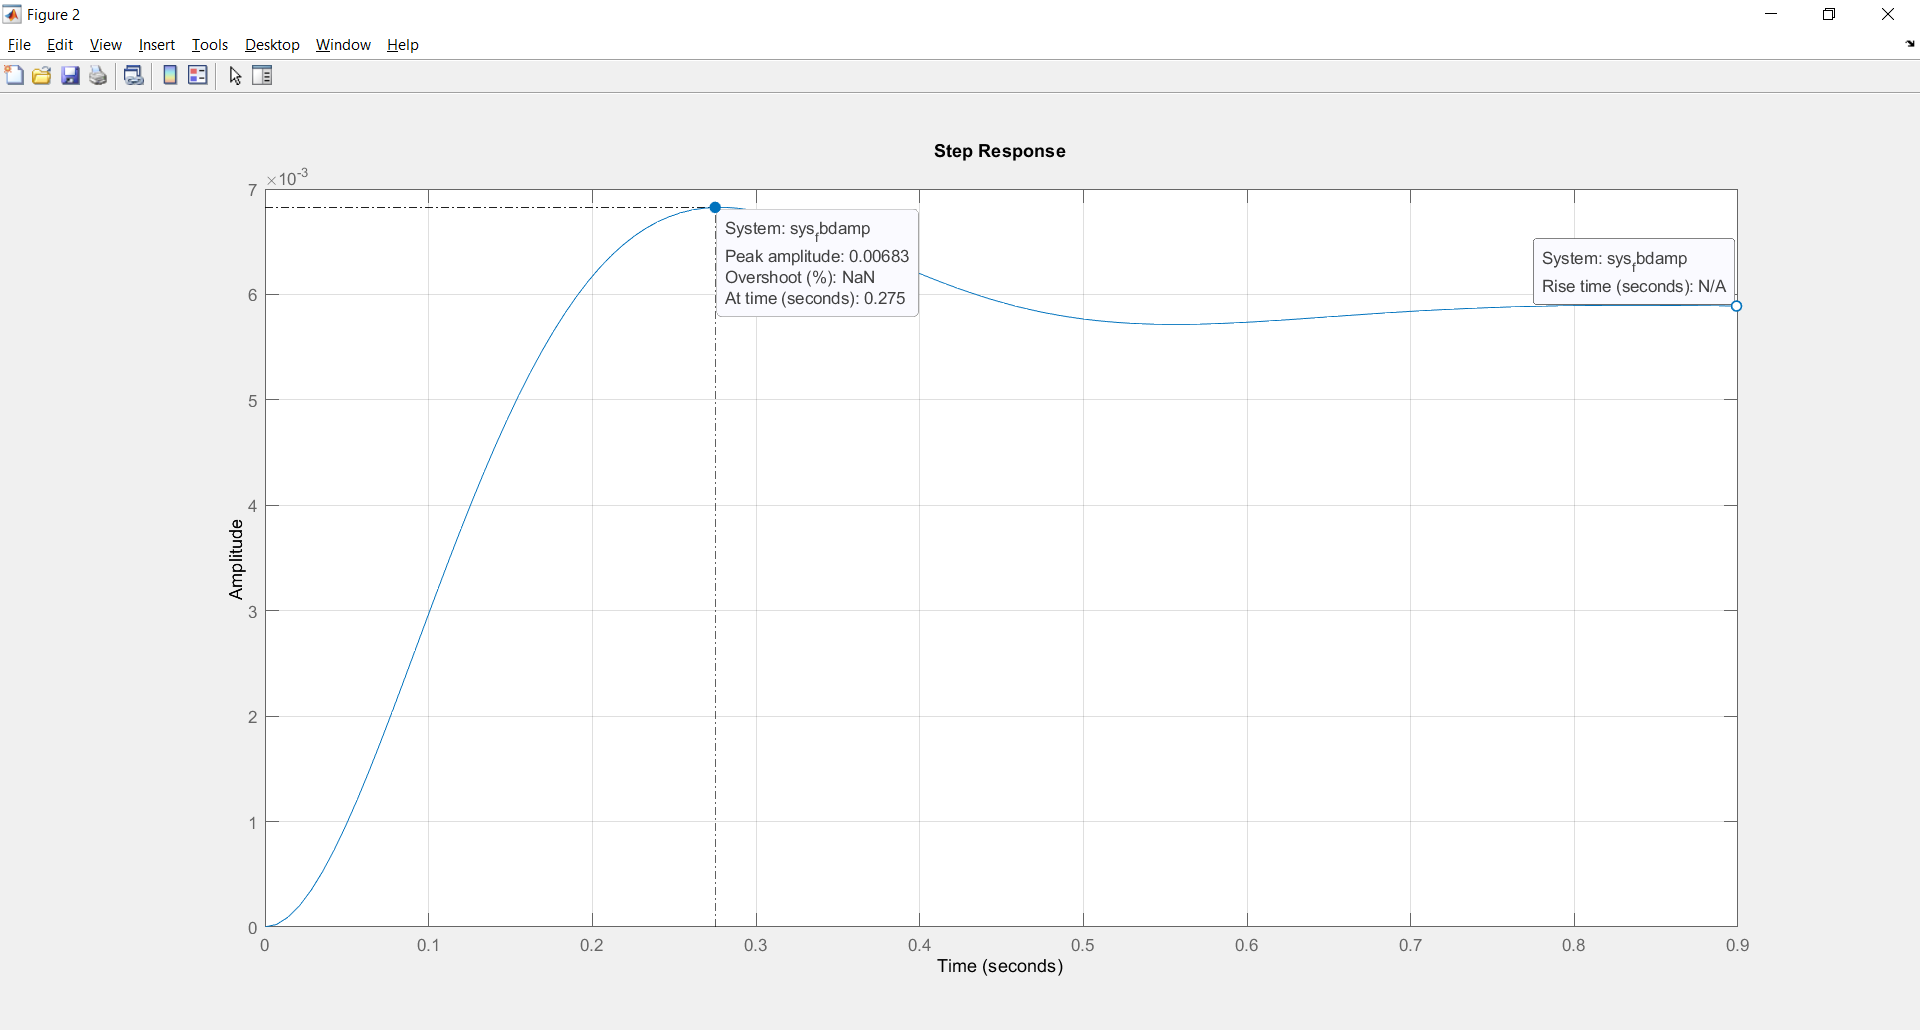 Figure 2
File Edit View Insert Tools Desktop Window Help
Step Response
×10-3
7
6
5
4
3
2
1
0
Amplitude
System: sysfbdamp
Peak amplitude: 0.00683
Overshoot (%): NaN
At time (seconds): 0.275
System: sysfbdamp
Rise time (seconds): N/A
0 0.1 0.2 0.3 0.4 0.5 0.6 0.7 0.8 0.9
Time (seconds)